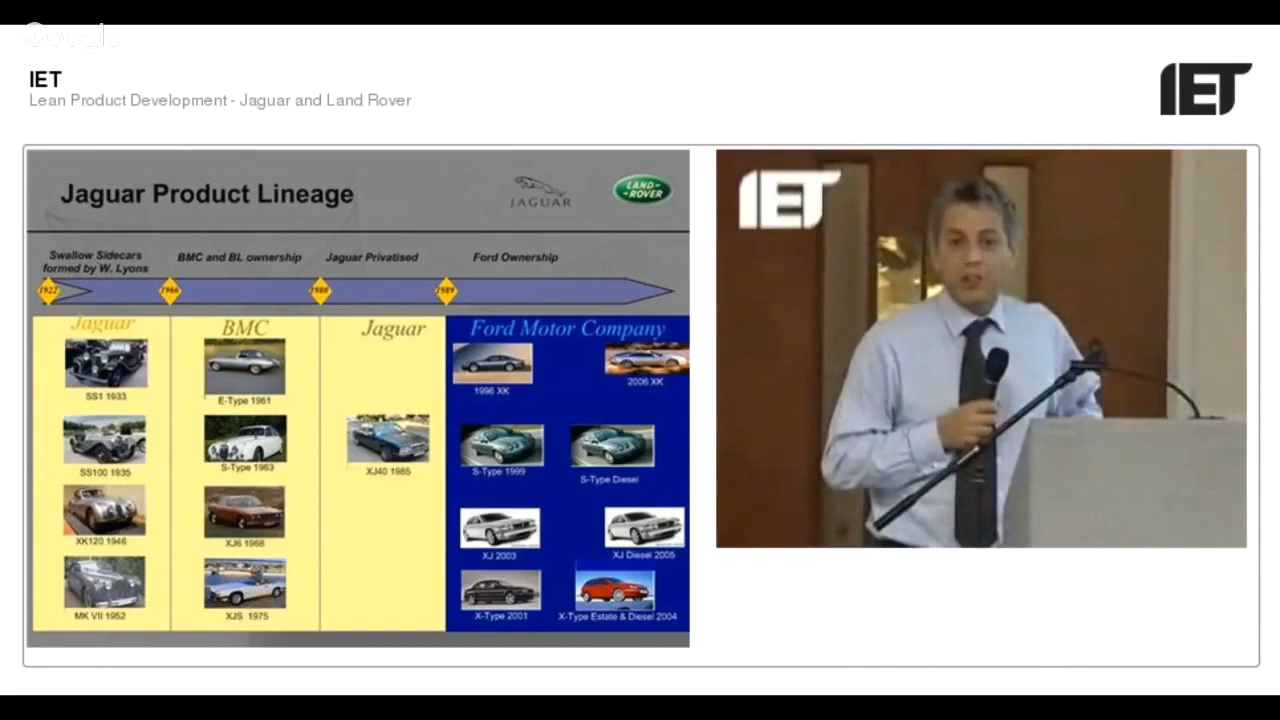 Google
IET
Lean Product Development - Jaguar and Land Rover
IET
Jaguar Product Lineage
JAGUAR
LAND-
-ROVER
Swallow Sidecars
formed by W. Lyons
BMC and BL ownership
Jaguar Privatised
Ford Ownership
1922
1966
1980
1989
Jaguar
BMC
Jaguar
Ford Motor Company
SS1 1933
E-Type 1961
1996 XK
2006 XK
SS100 1935
S-Type 1963
XJ40 1985
S-Type 1999
S-Type Diesel
XK120 1946
XJ6 1968
XJ 2003
XJ Diesel 2005
MK VII 1952
XJS 1975
X-Type 2001
X-Type Estate & Diesel 2004
IET